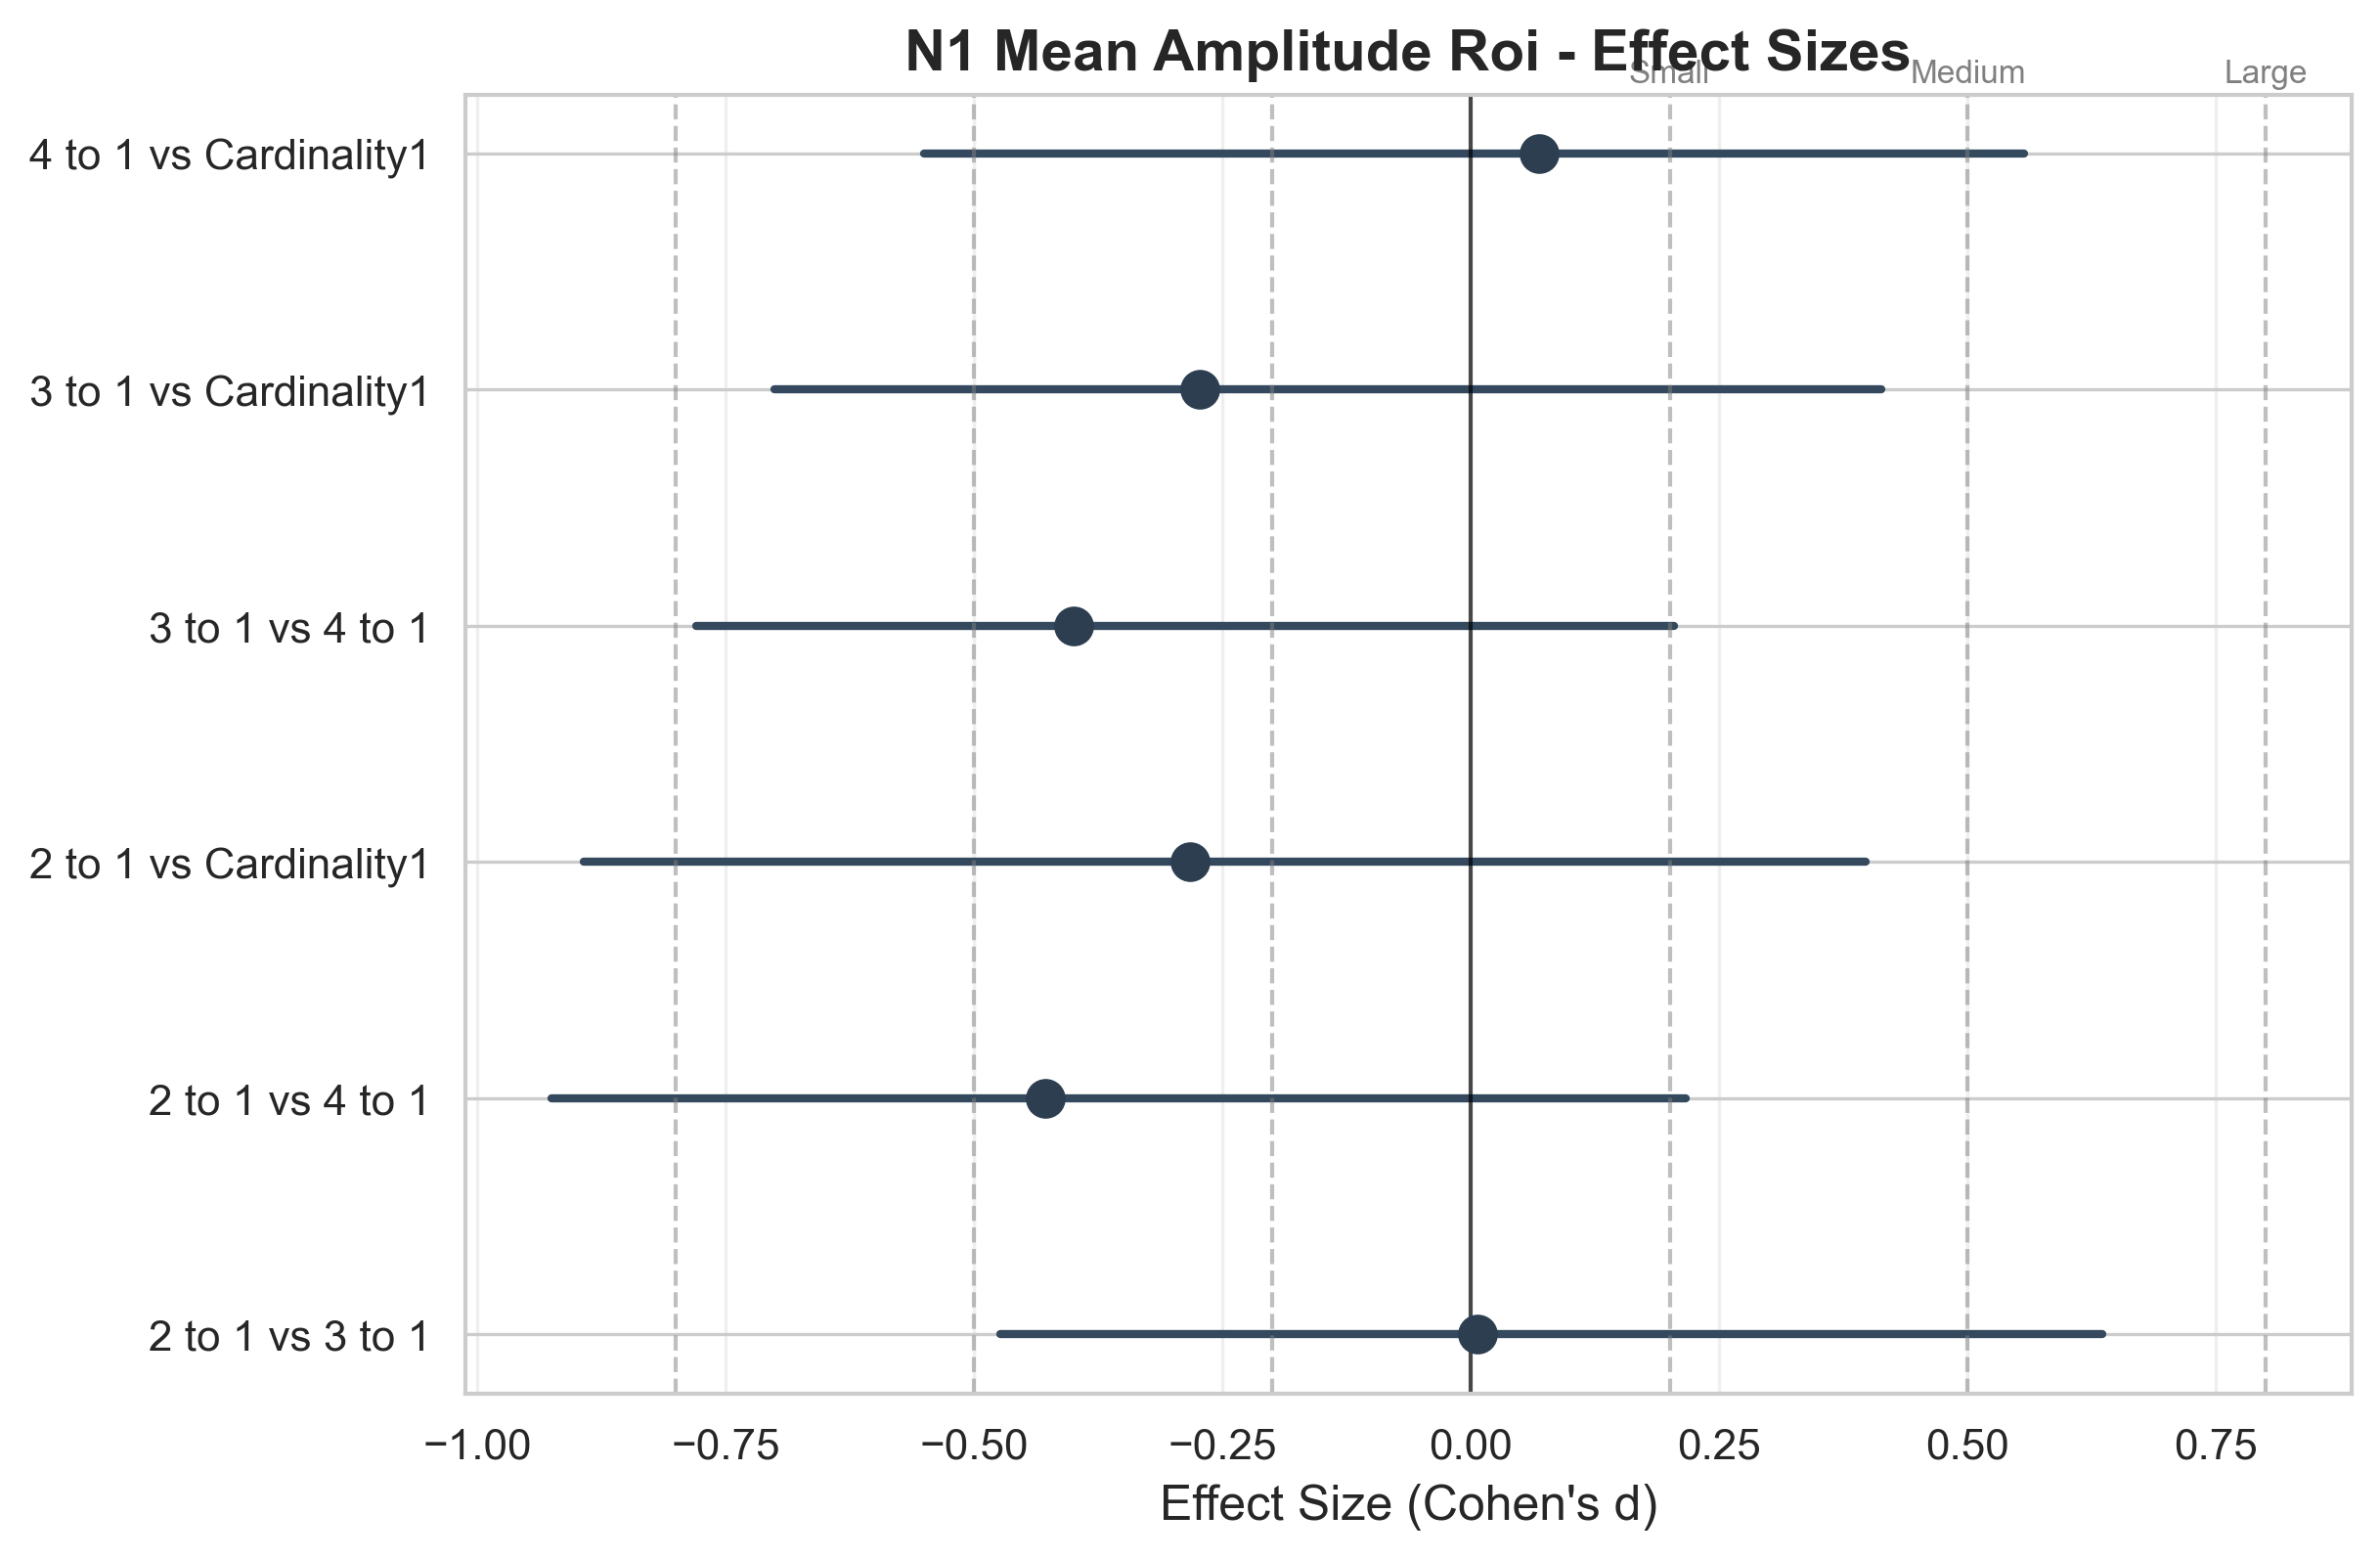 N1 Mean Amplitude Roi - Effect Sizes
Small Medium Large
4 to 1 vs Cardinality1
3 to 1 vs Cardinality1
3 to 1 vs 4 to 1
2 to 1 vs Cardinality1
2 to 1 vs 4 to 1
2 to 1 vs 3 to 1
−1.00 −0.75 −0.50 −0.25 0.00 0.25 0.50 0.75
Effect Size (Cohen's d)